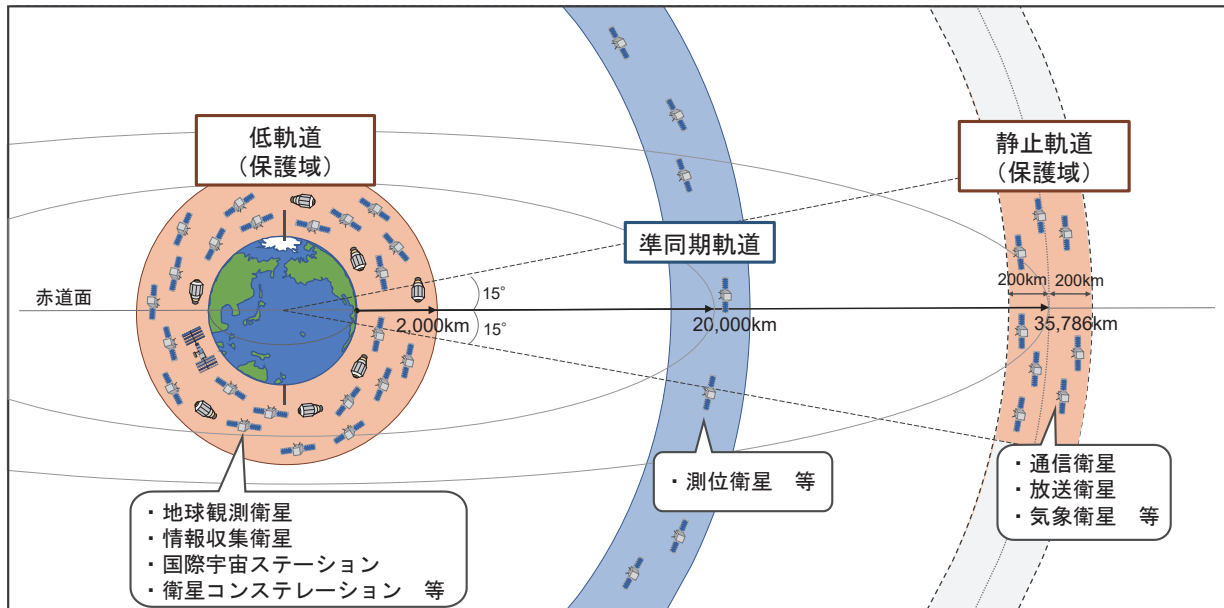 低軌道
（保護域）
静止軌道
（保護域）
準同期軌道
赤道面
15°
15°
2,000km
20,000km
200km
200km
35,786km
・地球観測衛星
・情報収集衛星
・国際宇宙ステーション
・衛星コンステレーション　等
・測位衛星　等
・通信衛星
・放送衛星
・気象衛星　等